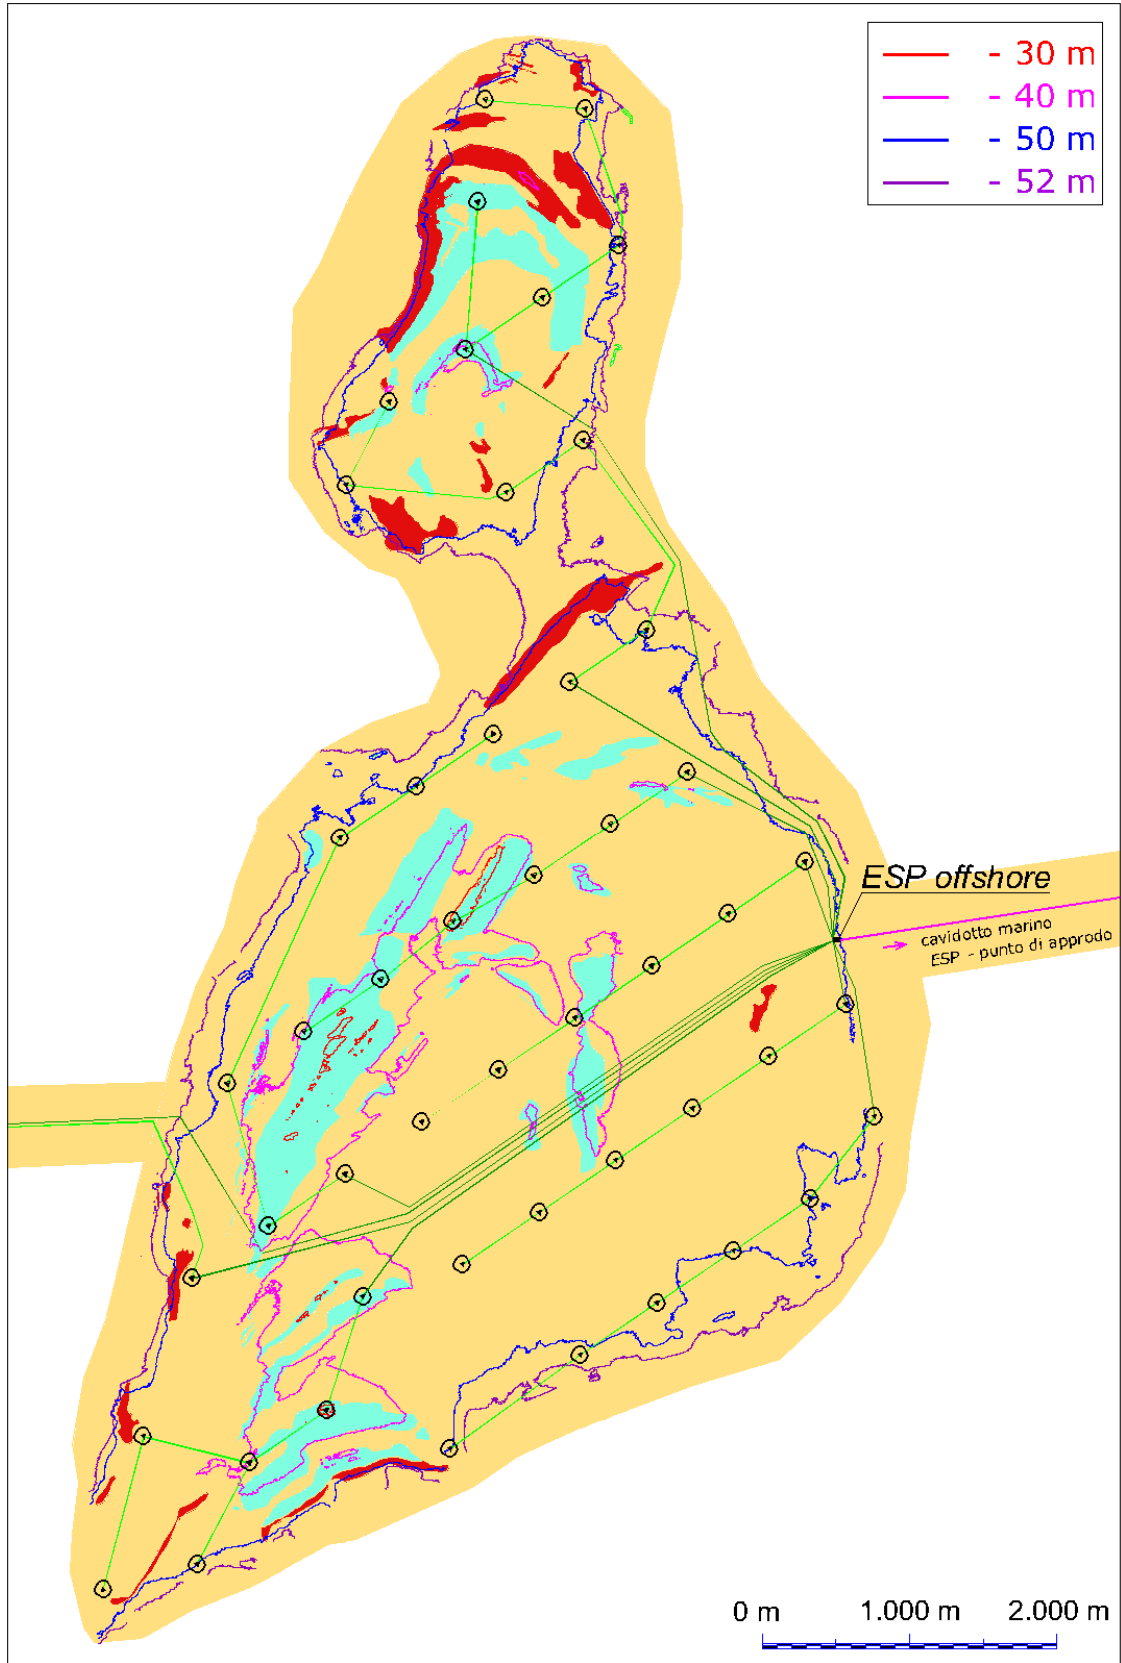 - 30 m
- 40 m
- 50 m
- 52 m
ESP offshore
cavidotto marino
ESP - punto di approdo
0 m 1.000 m 2.000 m